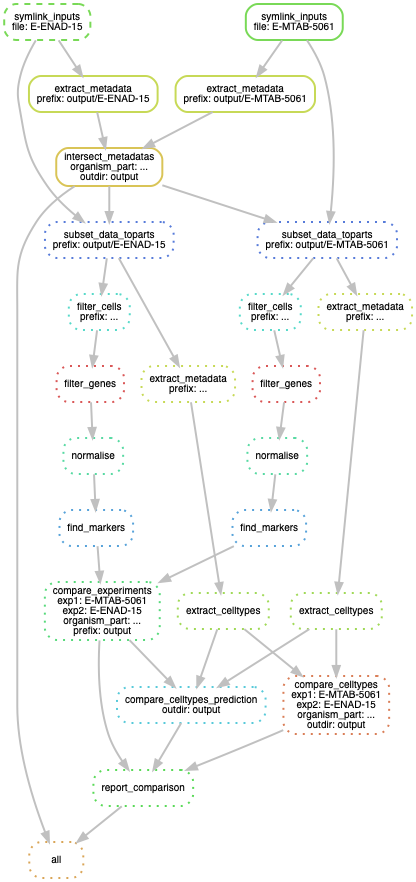 symlink_inputs
file: E-ENAD-15
symlink_inputs
file: E-MTAB-5061
extract_metadata
prefix: output/E-ENAD-15
extract_metadata
prefix: output/E-MTAB-5061
intersect_metadatas
organism_part: ...
outdir: output
subset_data_toparts
prefix: output/E-ENAD-15
subset_data_toparts
prefix: output/E-MTAB-5061
filter_cells
prefix: ...
filter_cells
prefix: ...
extract_metadata
prefix: ...
filter_genes
extract_metadata
prefix: ...
filter_genes
normalise
normalise
find_markers
find_markers
compare_experiments
exp1: E-MTAB-5061
exp2: E-ENAD-15
organism_part: ...
prefix: output
extract_celltypes
extract_celltypes
compare_celltypes_prediction
outdir: output
compare_celltypes
exp1: E-MTAB-5061
exp2: E-ENAD-15
organism_part: ...
outdir: output
report_comparison
all